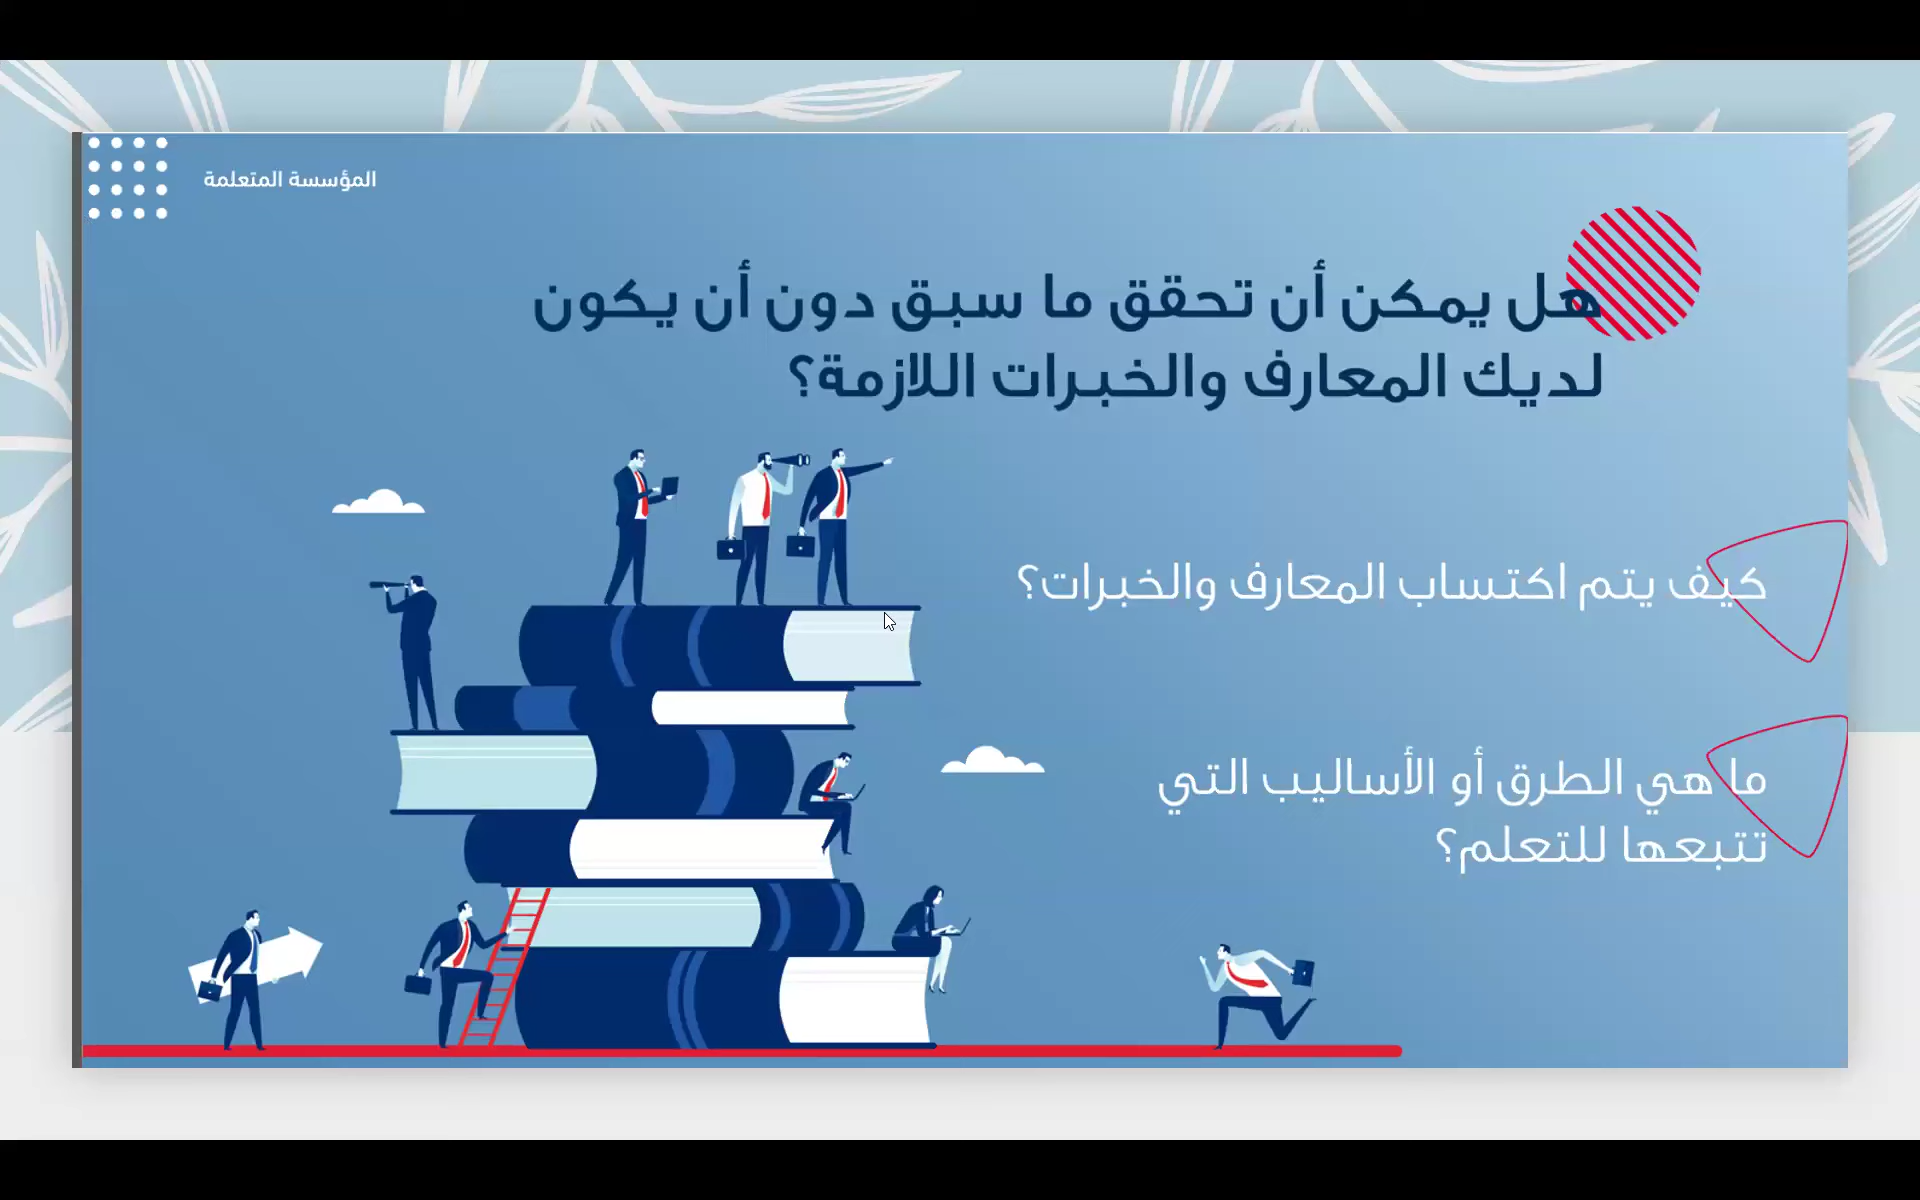 المؤسسة المتعلمة
هل يمكن أن تحقق ما سبق دون أن يكون
لديك المعارف والخبرات اللازمة؟
كيف يتم اكتساب المعارف والخبرات؟
ما هي الطرق أو الأساليب التي
تتبعها للتعلم؟